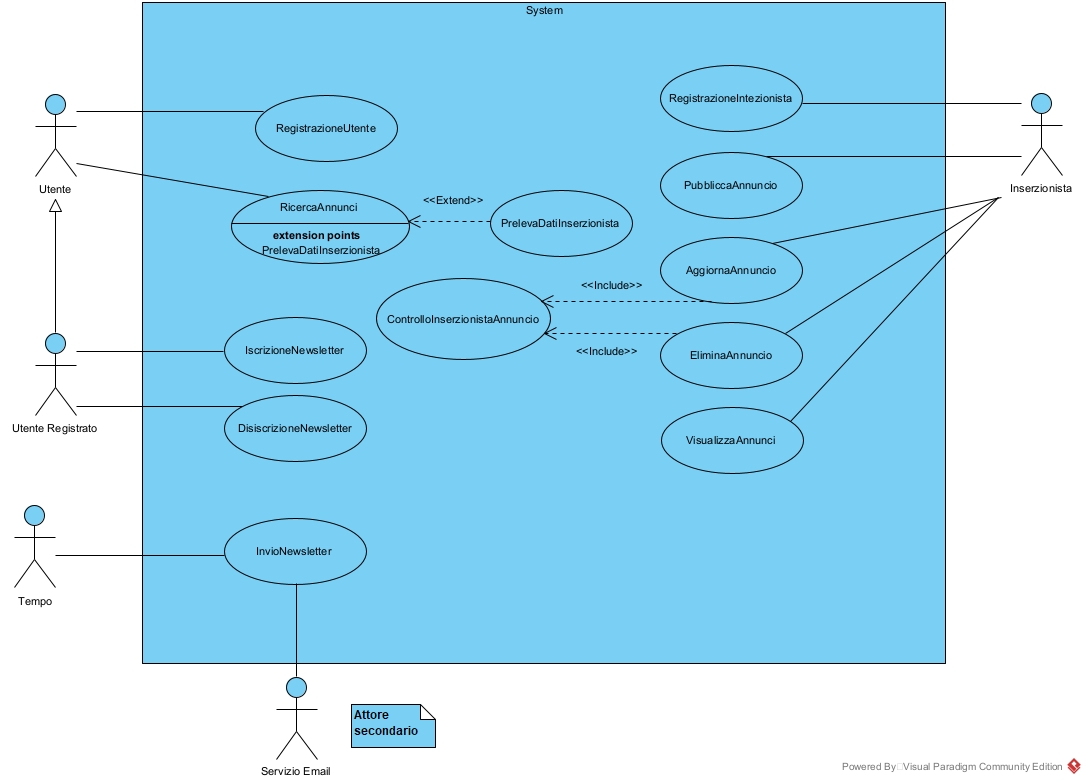 System
RegistrazioneUtente
RegistrazioneIntezionista
Utente
Inserzionista
RicercaAnnunci
extension points
PrelevaDatiInserzionista
<<Extend>>
PrelevaDatiInserzionista
PubbliccaAnnuncio
AggiornaAnnuncio
<<Include>>
ControlloInserzionistaAnnuncio
<<Include>>
EliminaAnnuncio
IscrizioneNewsletter
Utente Registrato
DisiscrizioneNewsletter
VisualizzaAnnunci
InvioNewsletter
Tempo
Attore
secondario
Servizio Email
Powered By Visual Paradigm Community Edition